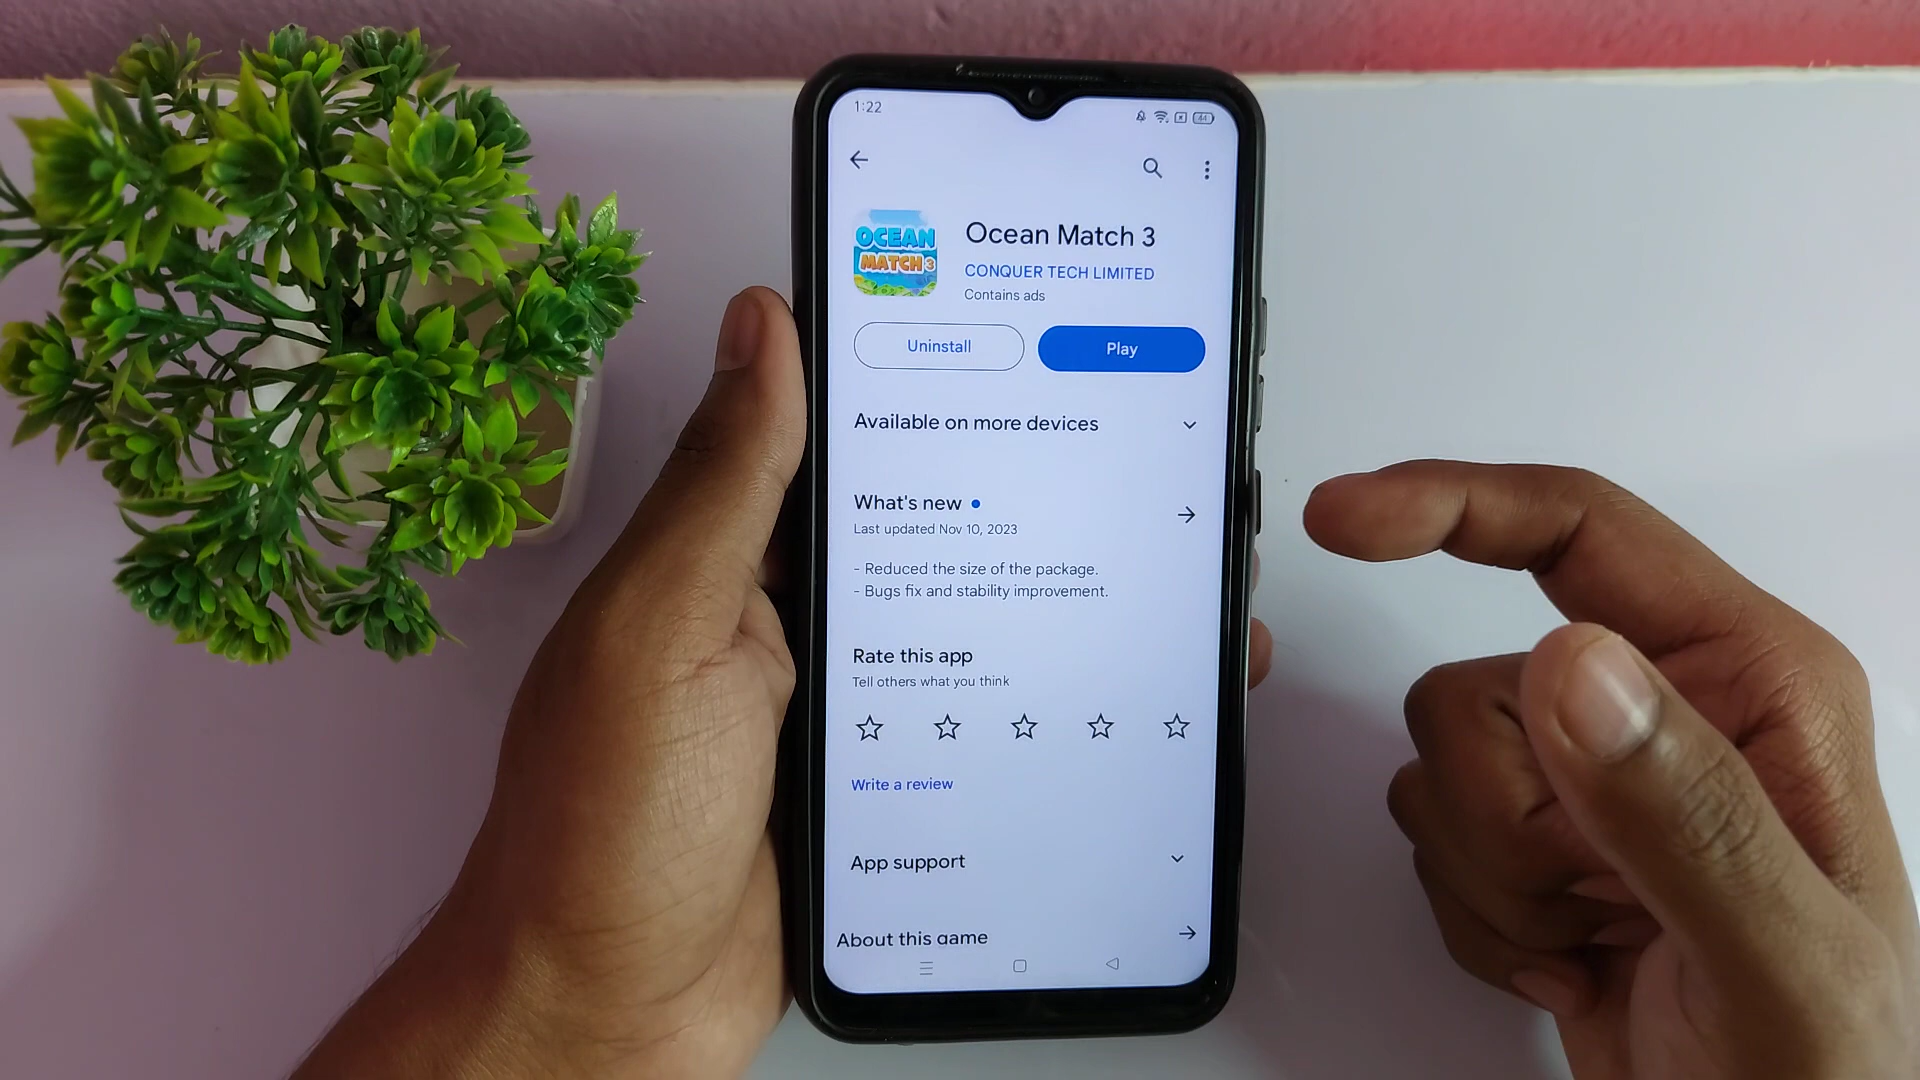 1:22
44
OCEAN
MATCH 3
Ocean Match 3
CONQUER TECH LIMITED
Contains ads
Uninstall
Play
Available on more devices
What's new
Last updated Nov 10, 2023
- Reduced the size of the package.
- Bugs fix and stability improvement.
Rate this app
Tell others what you think
Write a review
App support
About this game